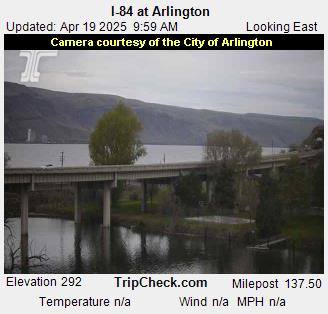 I-84 at Arlington
Updated: Apr 19 2025 9:59 AM Looking East
Camera courtesy of the City of Arlington
Elevation 292 TripCheck.com Milepost 137.50
Temperature n/a Wind n/a MPH n/a